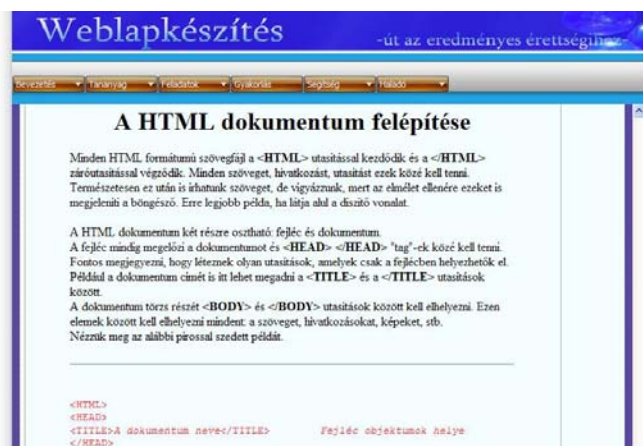 Weblapkészítés
-út az eredményes érettségihez-
Bevezetés Tananyag Feladatok Gyakorlás Segítség Haladó
A HTML dokumentum felépítése
Minden HTML formátumú szövegfájl a <HTML> utasítással kezdődik és a </HTML>
záróutasítással végződik. Minden szöveget, hivatkozást, utasítást ezek közé kell tenni.
Természetesen ez után is írhatunk szöveget, de vigyázzunk, mert az elmélet ellenére ezeket is
megjeleníti a böngésző. Erre legjobb példa, ha látja alul a díszítő vonalat.
A HTML dokumentum két részre osztható: fejléc és dokumentum.
A fejléc mindig megelőzi a dokumentumot és <HEAD> </HEAD> "tag"-ek közé kell tenni.
Fontos megjegyezni, hogy léteznek olyan utasítások, amelyek csak a fejlécben helyezhetők el.
Például a dokumentum címét is itt lehet megadni a <TITLE> és a </TITLE> utasítások
között.
A dokumentum törzs részét <BODY> és </BODY> utasítások között kell elhelyezni. Ezen
elemek között kell elhelyezni mindent: a szöveget, hivatkozásokat, képeket, stb.
Nézzük meg az alábbi pirossal szedett példát.
<HTML>
<HEAD>
<TITLE>A dokumentum neve</TITLE> Fejléc objektumok helye
</HEAD>